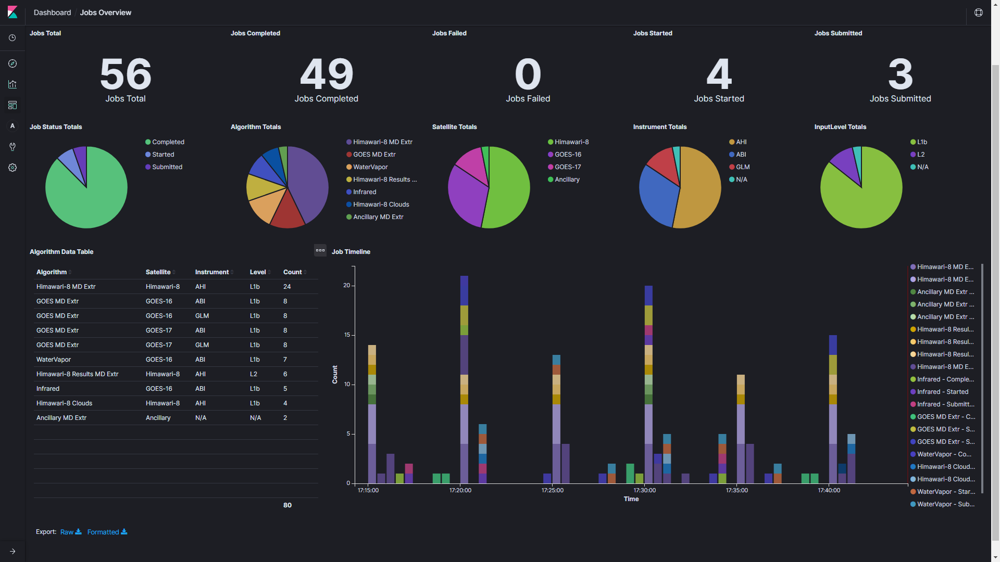 Dashboard / Jobs Overview
Jobs Total
Jobs Completed
Jobs Failed
Jobs Started
Jobs Submitted
56
49
0
4
3
Jobs Total
Jobs Completed
Jobs Failed
Jobs Started
Jobs Submitted
Job Status Totals
Completed
Started
Submitted
Algorithm Totals
Himawari-8 MD Extr
GOES MD Extr
WaterVapor
Himawari-8 Results ...
Infrared
Himawari-8 Clouds
Ancillary MD Extr
Satellite Totals
Himawari-8
GOES-16
GOES-17
Ancillary
Instrument Totals
AHI
ABI
GLM
N/A
InputLevel Totals
L1b
L2
N/A
A
Algorithm Data Table
Algorithm Satellite Instrument Level Count
Himawari-8 MD Extr Himawari-8 AHI L1b 24
GOES MD Extr GOES-16 ABI L1b 8
GOES MD Extr GOES-16 GLM L1b 8
GOES MD Extr GOES-17 ABI L1b 8
GOES MD Extr GOES-17 GLM L1b 8
WaterVapor GOES-16 ABI L1b 7
Himawari-8 Results MD Extr Himawari-8 AHI L2 6
Infrared GOES-16 ABI L1b 5
Himawari-8 Clouds Himawari-8 AHI L1b 4
Ancillary MD Extr Ancillary N/A N/A 2
80
Export: Raw Formatted
Job Timeline
Count
20
15
10
5
0
17:15:00 17:20:00 17:25:00 17:30:00 17:35:00 17:40:00
Time
Himawari-8 MD E...
Himawari-8 MD E...
Ancillary MD Extr ...
Ancillary MD Extr ...
Ancillary MD Extr ...
Himawari-8 Resul...
Himawari-8 Resul...
Himawari-8 Resul...
Himawari-8 MD E...
Infrared - Comple...
Infrared - Started
Infrared - Submitt...
GOES MD Extr - C...
GOES MD Extr - S...
GOES MD Extr - S...
WaterVapor - Co...
Himawari-8 Cloud...
Himawari-8 Cloud...
WaterVapor - Star...
WaterVapor - Sub...